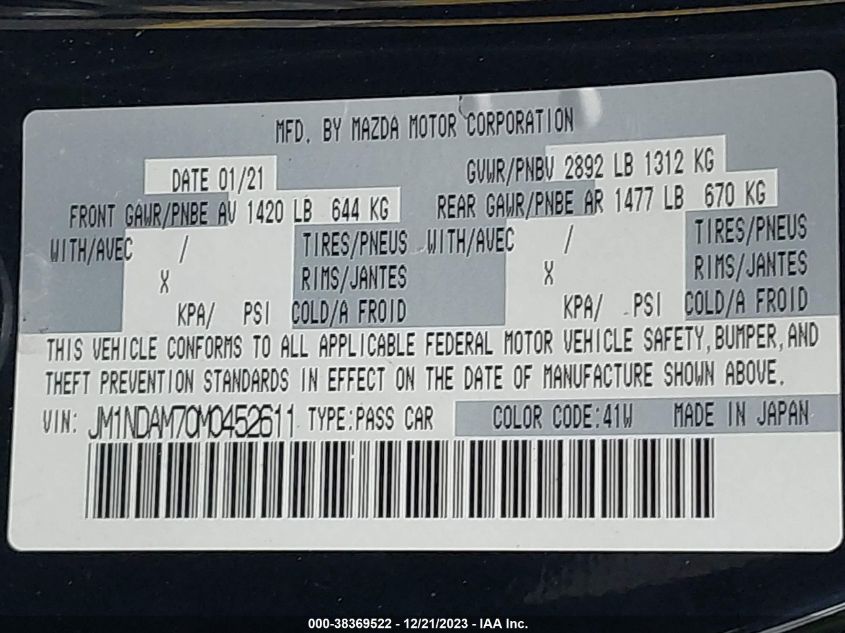 MFD. BY MAZDA MOTOR CORPORATION
DATE 01/21 GVWR/PNBV 2892 LB 1312 KG
FRONT GAWR/PNBE AV 1420 LB 644 KG REAR GAWR/PNBE AR 1477 LB 670 KG
WITH/AVEC / TIRES/PNEUS WITH/AVEC / TIRES/PNEUS
X RIMS/JANTES X RIMS/JANTES
KPA/ PSI COLD/A FROID KPA/ PSI COLD/A FROID
THIS VEHICLE CONFORMS TO ALL APPLICABLE FEDERAL MOTOR VEHICLE SAFETY, BUMPER, AND
THEFT PREVENTION STANDARDS IN EFFECT ON THE DATE OF MANUFACTURE SHOWN ABOVE.
VIN: JM1NDAM70M0452611 TYPE:PASS CAR COLOR CODE:41W MADE IN JAPAN
000-38369522 - 12/21/2023 - IAA Inc.